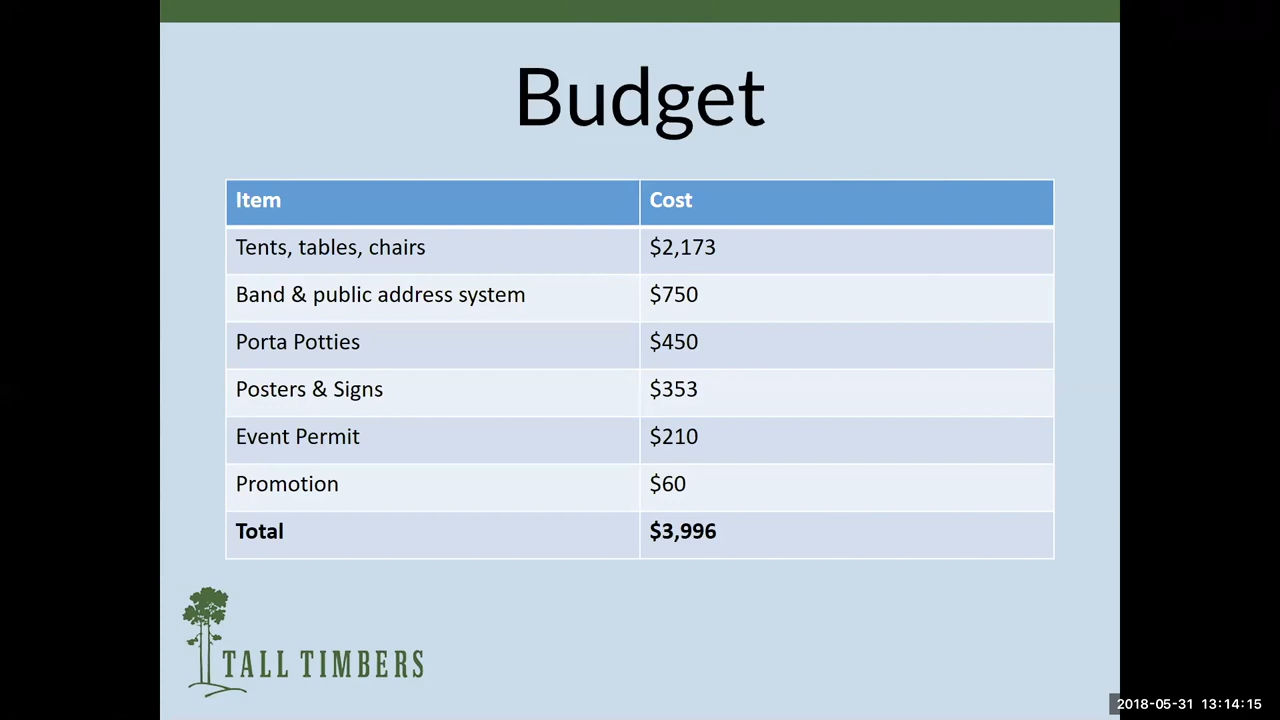 Budget
Item Cost
Tents, tables, chairs $2,173
Band & public address system $750
Porta Potties $450
Posters & Signs $353
Event Permit $210
Promotion $60
Total $3,996
TALL TIMBERS
2018-05-31 13:14:15